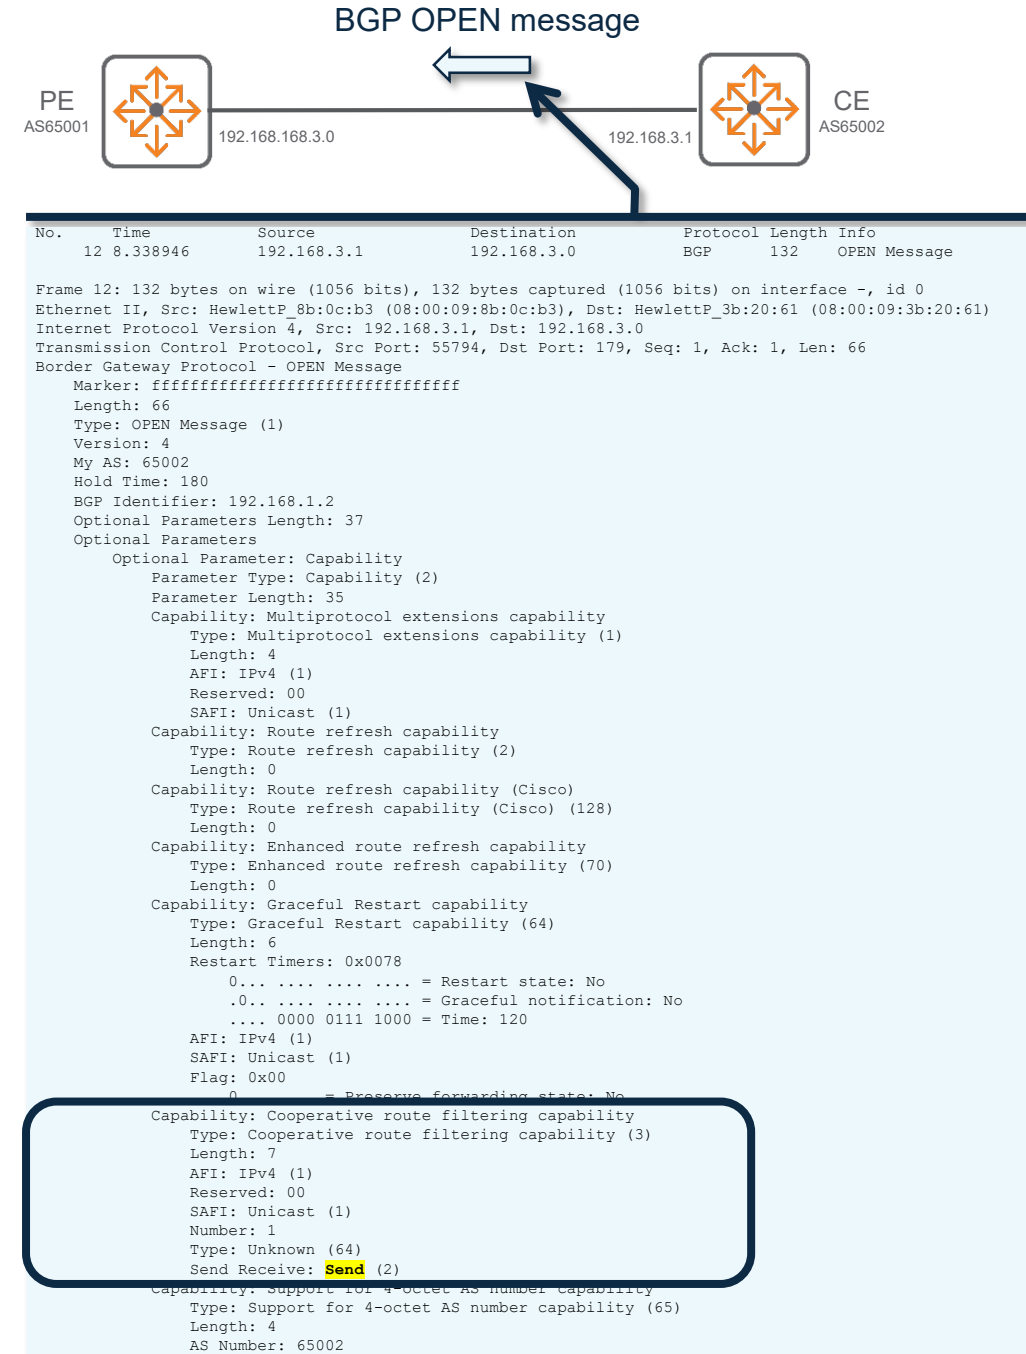 BGP OPEN message
PE
AS65001
192.168.168.3.0
192.168.3.1
CE
AS65002
No. Time Source Destination Protocol Length Info
12 8.338946 192.168.3.1 192.168.3.0 BGP 132 OPEN Message
Frame 12: 132 bytes on wire (1056 bits), 132 bytes captured (1056 bits) on interface -, id 0
Ethernet II, Src: HewlettP_8b:0c:b3 (08:00:09:8b:0c:b3), Dst: HewlettP_3b:20:61 (08:00:09:3b:20:61)
Internet Protocol Version 4, Src: 192.168.3.1, Dst: 192.168.3.0
Transmission Control Protocol, Src Port: 55794, Dst Port: 179, Seq: 1, Ack: 1, Len: 66
Border Gateway Protocol - OPEN Message
Marker: ffffffffffffffffffffffffffffffff
Length: 66
Type: OPEN Message (1)
Version: 4
My AS: 65002
Hold Time: 180
BGP Identifier: 192.168.1.2
Optional Parameters Length: 37
Optional Parameters
Optional Parameter: Capability
Parameter Type: Capability (2)
Parameter Length: 35
Capability: Multiprotocol extensions capability
Type: Multiprotocol extensions capability (1)
Length: 4
AFI: IPv4 (1)
Reserved: 00
SAFI: Unicast (1)
Capability: Route refresh capability
Type: Route refresh capability (2)
Length: 0
Capability: Route refresh capability (Cisco)
Type: Route refresh capability (Cisco) (128)
Length: 0
Capability: Enhanced route refresh capability
Type: Enhanced route refresh capability (70)
Length: 0
Capability: Graceful Restart capability
Type: Graceful Restart capability (64)
Length: 6
Restart Timers: 0x0078
0... .... .... .... = Restart state: No
.0.. .... .... .... = Graceful notification: No
.... 0000 0111 1000 = Time: 120
AFI: IPv4 (1)
SAFI: Unicast (1)
Flag: 0x00
0... .... = Preserve forwarding state: No
Capability: Cooperative route filtering capability
Type: Cooperative route filtering capability (3)
Length: 7
AFI: IPv4 (1)
Reserved: 00
SAFI: Unicast (1)
Number: 1
Type: Unknown (64)
Send Receive: Send (2)
Capability: Support for 4-octet AS number capability
Type: Support for 4-octet AS number capability (65)
Length: 4
AS Number: 65002